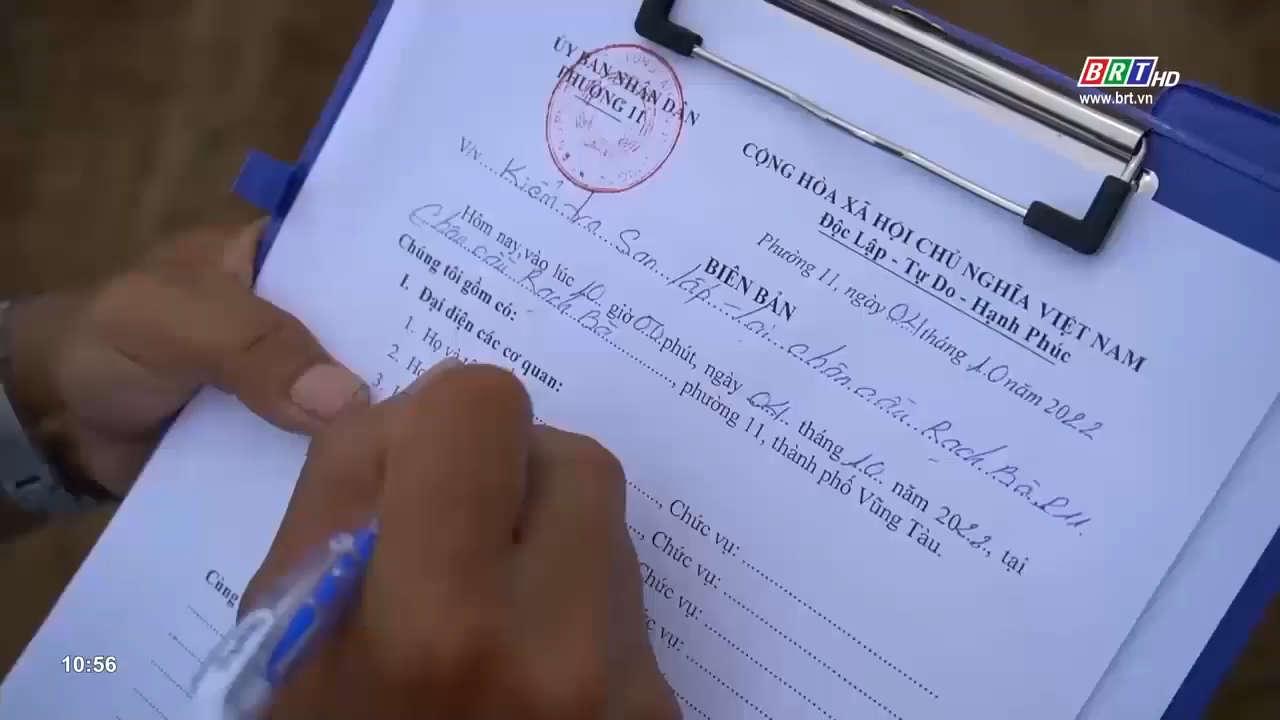 BRT HD
www.brt.vn
ỦY BAN NHÂN DÂN
PHƯỜNG 11
CỘNG HÒA XÃ HỘI CHỦ NGHĨA VIỆT NAM
Độc Lập - Tự Do - Hạnh Phúc
Phường 11, ngày 04 tháng 10 năm 2022
BIÊN BẢN
V/v....Kiểm tra San lấp tại chân cầu Rạch Bà P11.
Hôm nay, vào lúc 10 giờ 00 phút, ngày 04 tháng 10 năm 2022, tại
Chân cầu Rạch Bà............, phường 11, thành phố Vũng Tàu.
Chúng tôi gồm có:
I. Đại diện các cơ quan:
1. Họ và
2.
3.
, Chức vụ:
, Chức vụ:
Chức vụ:
Cùng
10:56